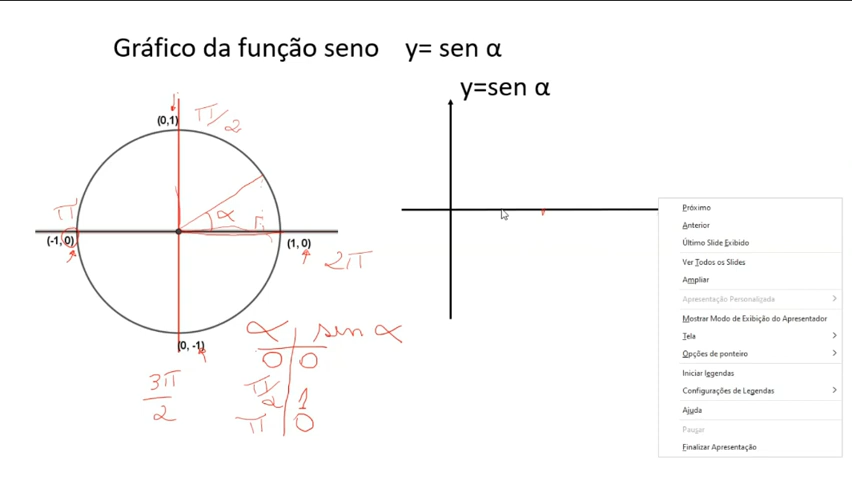 Gráfico da função seno y= sen α
y=sen α
(0,1)
π/2
π
α
(-1,0)
(1, 0)
2π
(0, -1)
3π
2
α sen α
0 0
π/2 1
π 0
Próximo
Anterior
Último Slide Exibido
Ver Todos os Slides
Ampliar
Apresentação Personalizada
Mostrar Modo de Exibição do Apresentador
Tela
Opções de ponteiro
Iniciar legendas
Configurações de Legendas
Ajuda
Pausar
Finalizar Apresentação